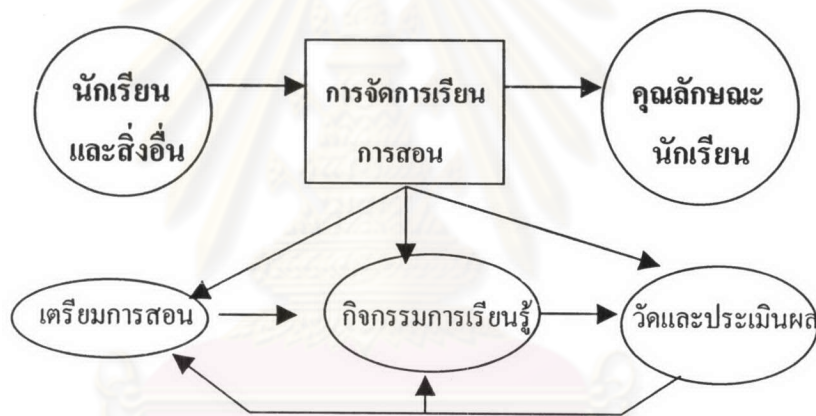 นักเรียน
และสิ่งอื่น
การจัดการเรียน
การสอน
คุณลักษณะ
นักเรียน
เตรียมการสอน
กิจกรรมการเรียนรู้
วัดและประเมินผล